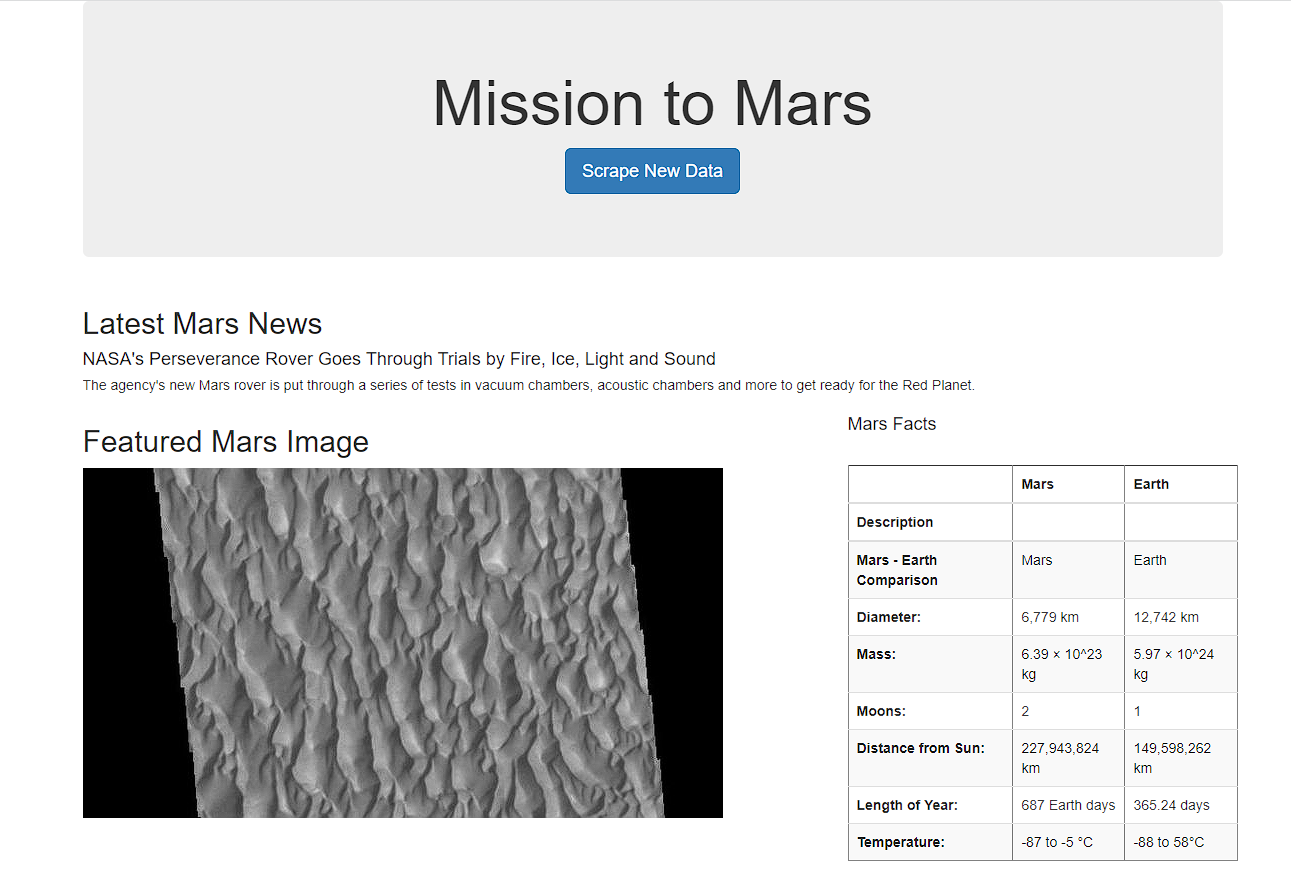 Mission to Mars
Scrape New Data
Latest Mars News
NASA's Perseverance Rover Goes Through Trials by Fire, Ice, Light and Sound
The agency's new Mars rover is put through a series of tests in vacuum chambers, acoustic chambers and more to get ready for the Red Planet.
Featured Mars Image
Mars Facts
Mars Earth
Description
Mars - Earth
Comparison Mars Earth
Diameter: 6,779 km 12,742 km
Mass: 6.39 × 10^23 5.97 × 10^24
kg kg
Moons: 2 1
Distance from Sun: 227,943,824 149,598,262
km km
Length of Year: 687 Earth days 365.24 days
Temperature: -87 to -5 °C -88 to 58°C